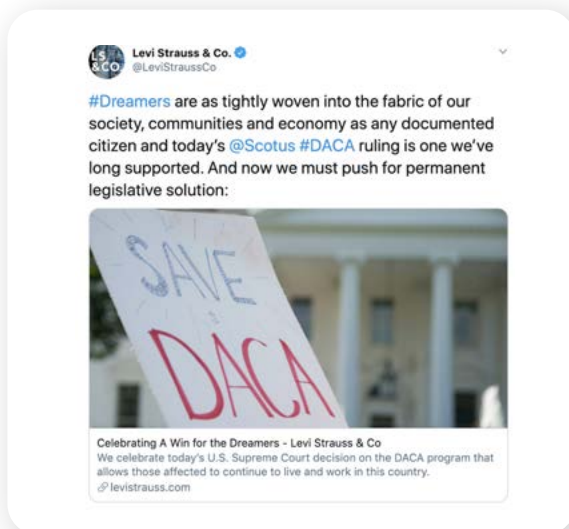 LS
&CO
Levi Strauss & Co.
@LeviStraussCo
#Dreamers are as tightly woven into the fabric of our
society, communities and economy as any documented
citizen and today's @Scotus #DACA ruling is one we've
long supported. And now we must push for permanent
legislative solution:
SAVE
DACA
Celebrating A Win for the Dreamers - Levi Strauss & Co
We celebrate today's U.S. Supreme Court decision on the DACA program that
allows those affected to continue to live and work in this country.
levistrauss.com